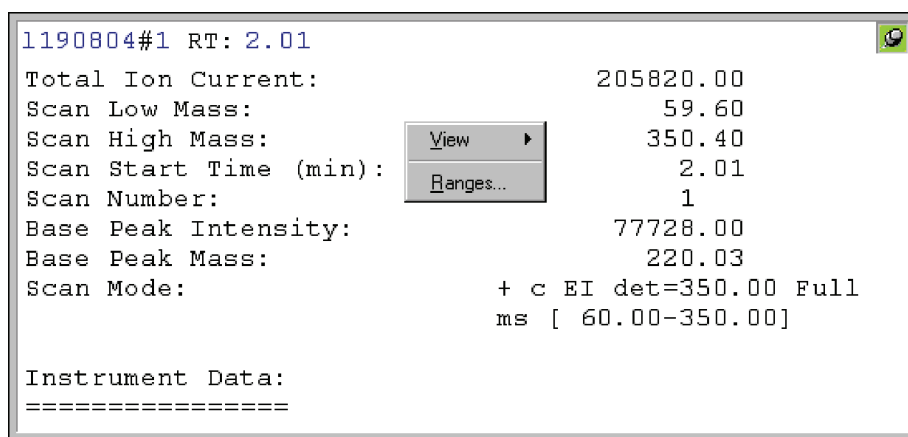 l190804#1 RT: 2.01
Total Ion Current: 205820.00
Scan Low Mass: 59.60
Scan High Mass: 350.40
Scan Start Time (min): 2.01
Scan Number: 1
Base Peak Intensity: 77728.00
Base Peak Mass: 220.03
Scan Mode: + c EI det=350.00 Full
ms [ 60.00-350.00]
Instrument Data:
================
View
Ranges...